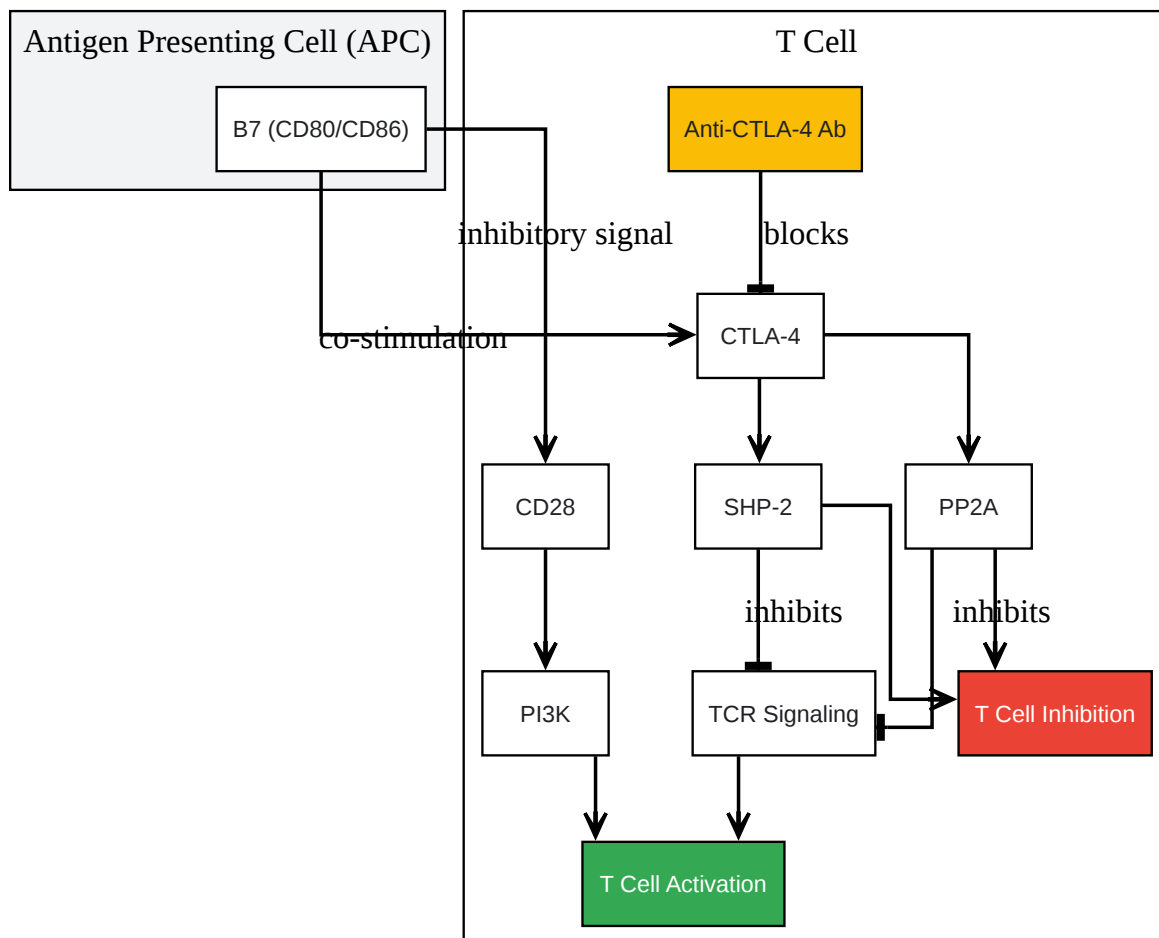 Antigen Presenting Cell (APC)
T Cell
B7 (CD80/CD86)
Anti-CTLA-4 Ab
inhibitory signal
blocks
co-stimulation
CTLA-4
CD28
SHP-2
PP2A
inhibits
inhibits
PI3K
TCR Signaling
T Cell Inhibition
T Cell Activation